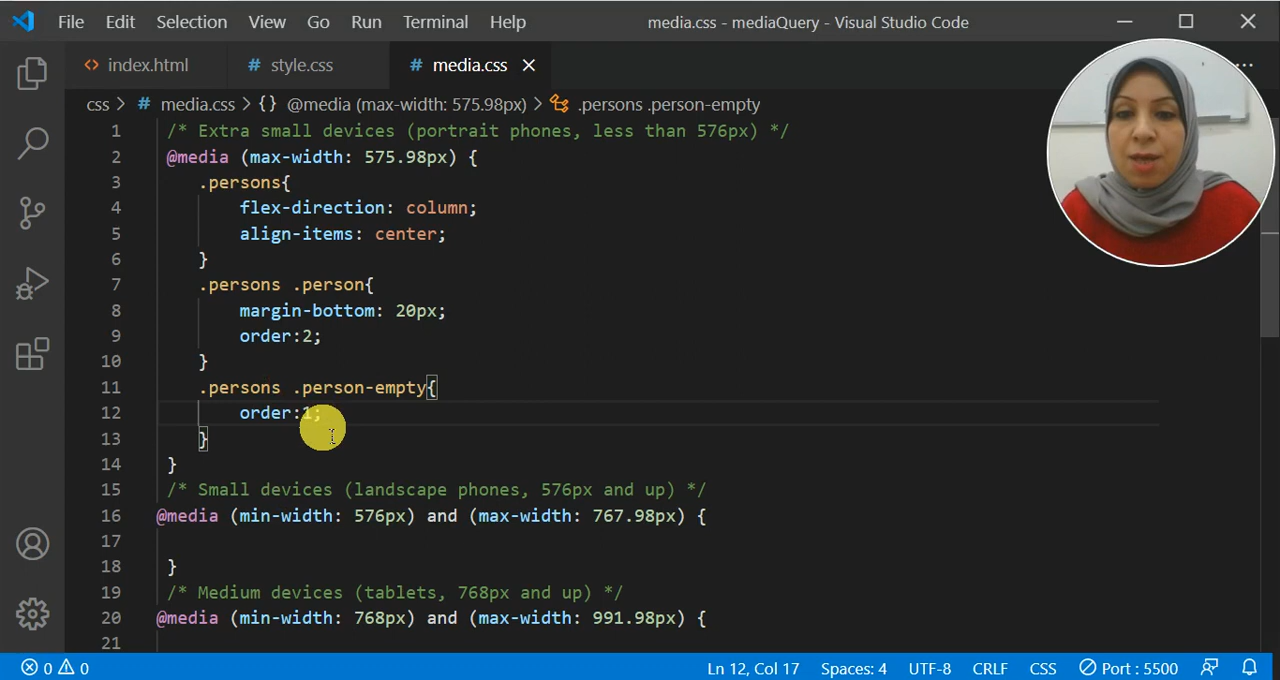 File Edit Selection View Go Run Terminal Help media.css - mediaQuery - Visual Studio Code
<> index.html # style.css # media.css
css > # media.css > {} @media (max-width: 575.98px) > .persons .person-empty
1 /* Extra small devices (portrait phones, less than 576px) */
2 @media (max-width: 575.98px) {
3 .persons{
4 flex-direction: column;
5 align-items: center;
6 }
7 .persons .person{
8 margin-bottom: 20px;
9 order:2;
10 }
11 .persons .person-empty{
12 order:1;
13 }
14 }
15 /* Small devices (landscape phones, 576px and up) */
16 @media (min-width: 576px) and (max-width: 767.98px) {
17
18 }
19 /* Medium devices (tablets, 768px and up) */
20 @media (min-width: 768px) and (max-width: 991.98px) {
21
0 0 Ln 12, Col 17 Spaces: 4 UTF-8 CRLF CSS Port : 5500